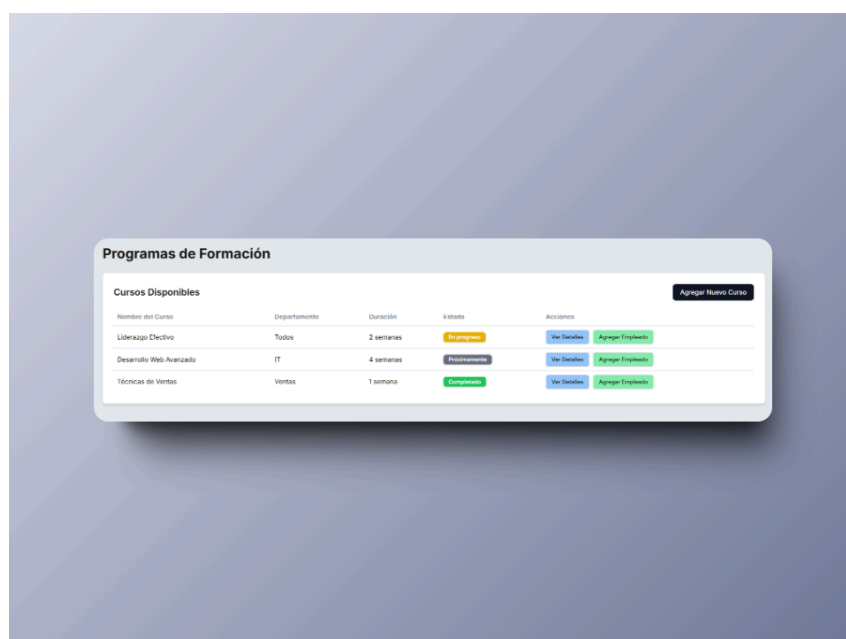 Programas de Formación
Cursos Disponibles
Agregar Nuevo Curso
Nombre del Curso Departamento Duración Estado Acciones
Liderazgo Efectivo Todos 2 semanas En progreso Ver Detalles Agregar Empleado
Desarrollo Web Avanzado IT 4 semanas Próximamente Ver Detalles Agregar Empleado
Técnicas de Ventas Ventas 1 semana Completado Ver Detalles Agregar Empleado